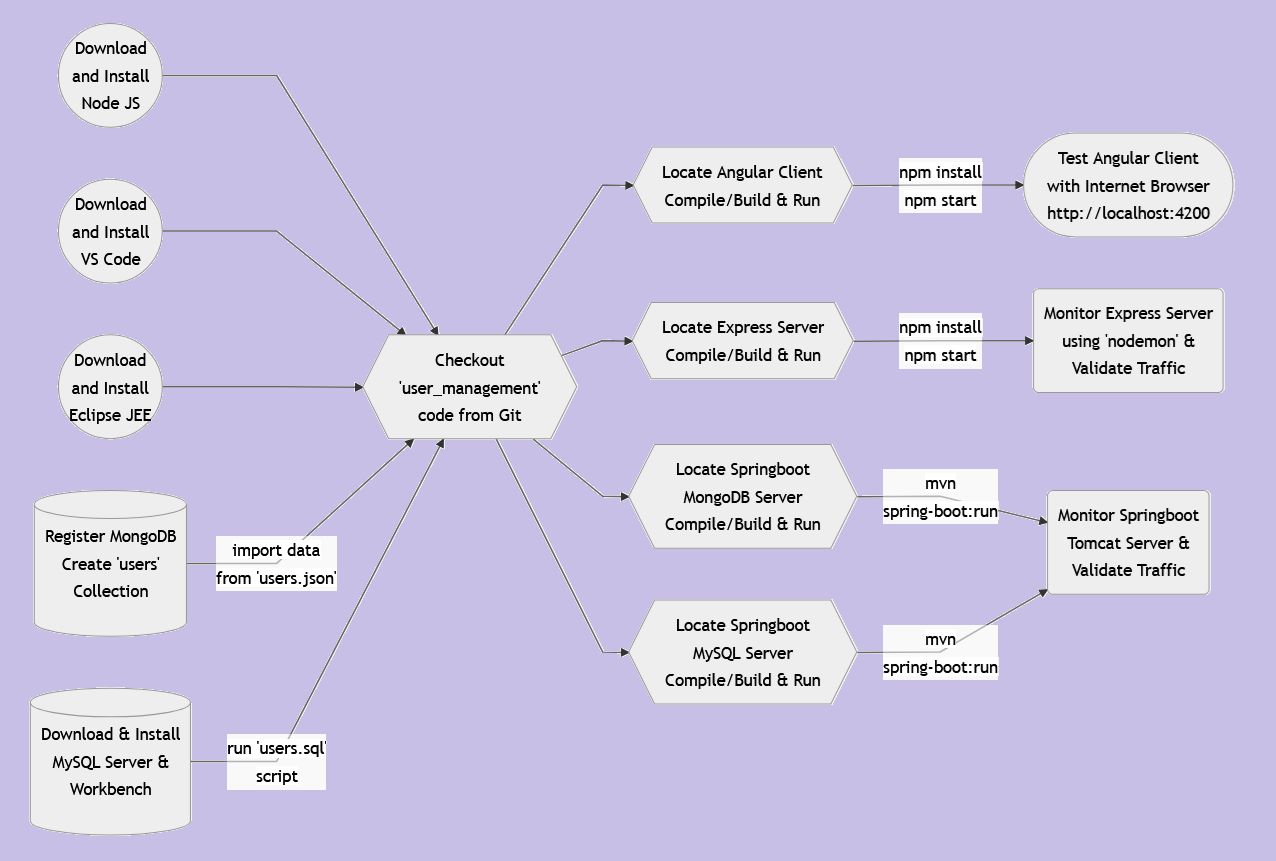 Download
and Install
Node JS
Download
and Install
VS Code
Download
and Install
Eclipse JEE
Register MongoDB
Create 'users'
Collection
import data
from 'users.json'
Download & Install
MySQL Server &
Workbench
run 'users.sql'
script
Checkout
'user_management'
code from Git
Locate Angular Client
Compile/Build & Run
npm install
npm start
Test Angular Client
with Internet Browser
http://localhost:4200
Locate Express Server
Compile/Build & Run
npm install
npm start
Monitor Express Server
using 'nodemon' &
Validate Traffic
Locate Springboot
MongoDB Server
Compile/Build & Run
mvn
spring-boot:run
Locate Springboot
MySQL Server
Compile/Build & Run
mvn
spring-boot:run
Monitor Springboot
Tomcat Server &
Validate Traffic